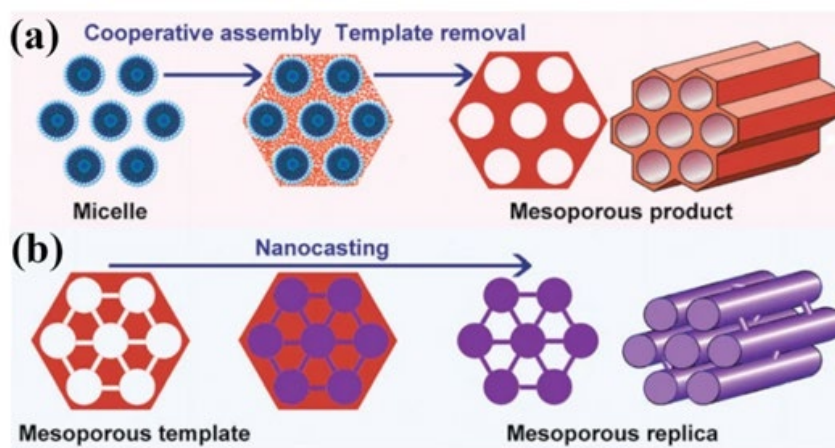 (a) Cooperative assembly Template removal
Micelle Mesoporous product
(b) Nanocasting
Mesoporous template Mesoporous replica